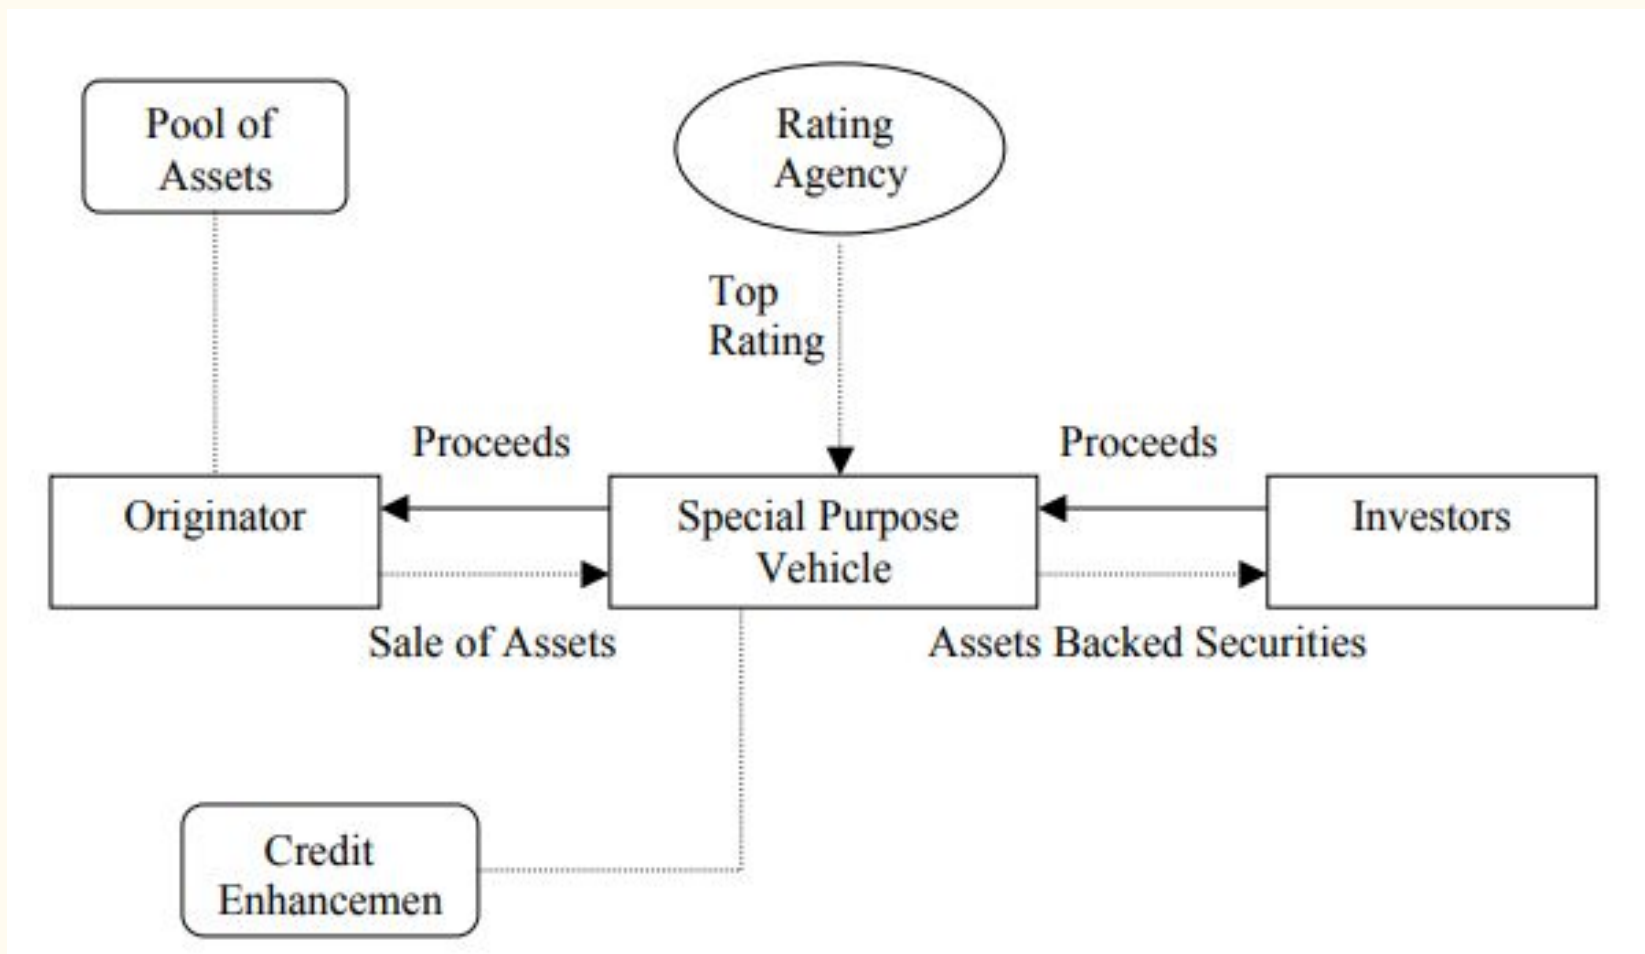 Pool of
Assets
Rating
Agency
Top
Rating
Proceeds
Proceeds
Originator
Special Purpose
Vehicle
Investors
Sale of Assets
Assets Backed Securities
Credit
Enhancemen